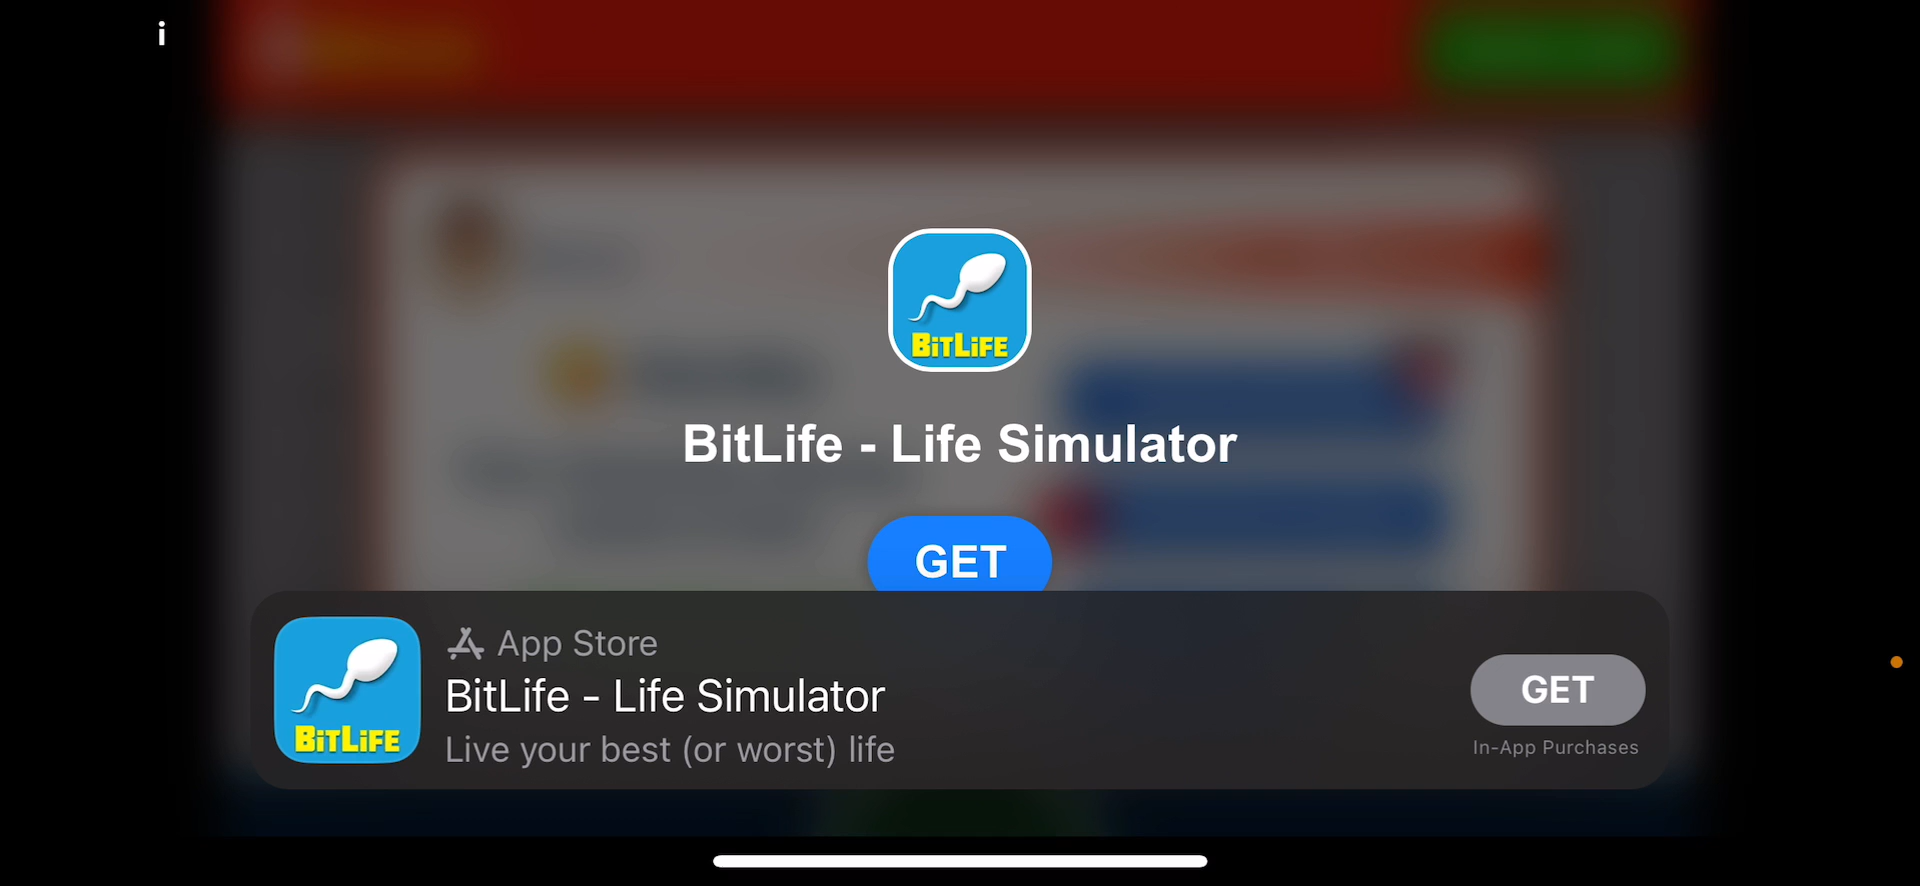 i
BiTLiFE
BitLife - Life Simulator
GET
App Store
BitLife - Life Simulator
Live your best (or worst) life
BiTLiFE
GET
In-App Purchases